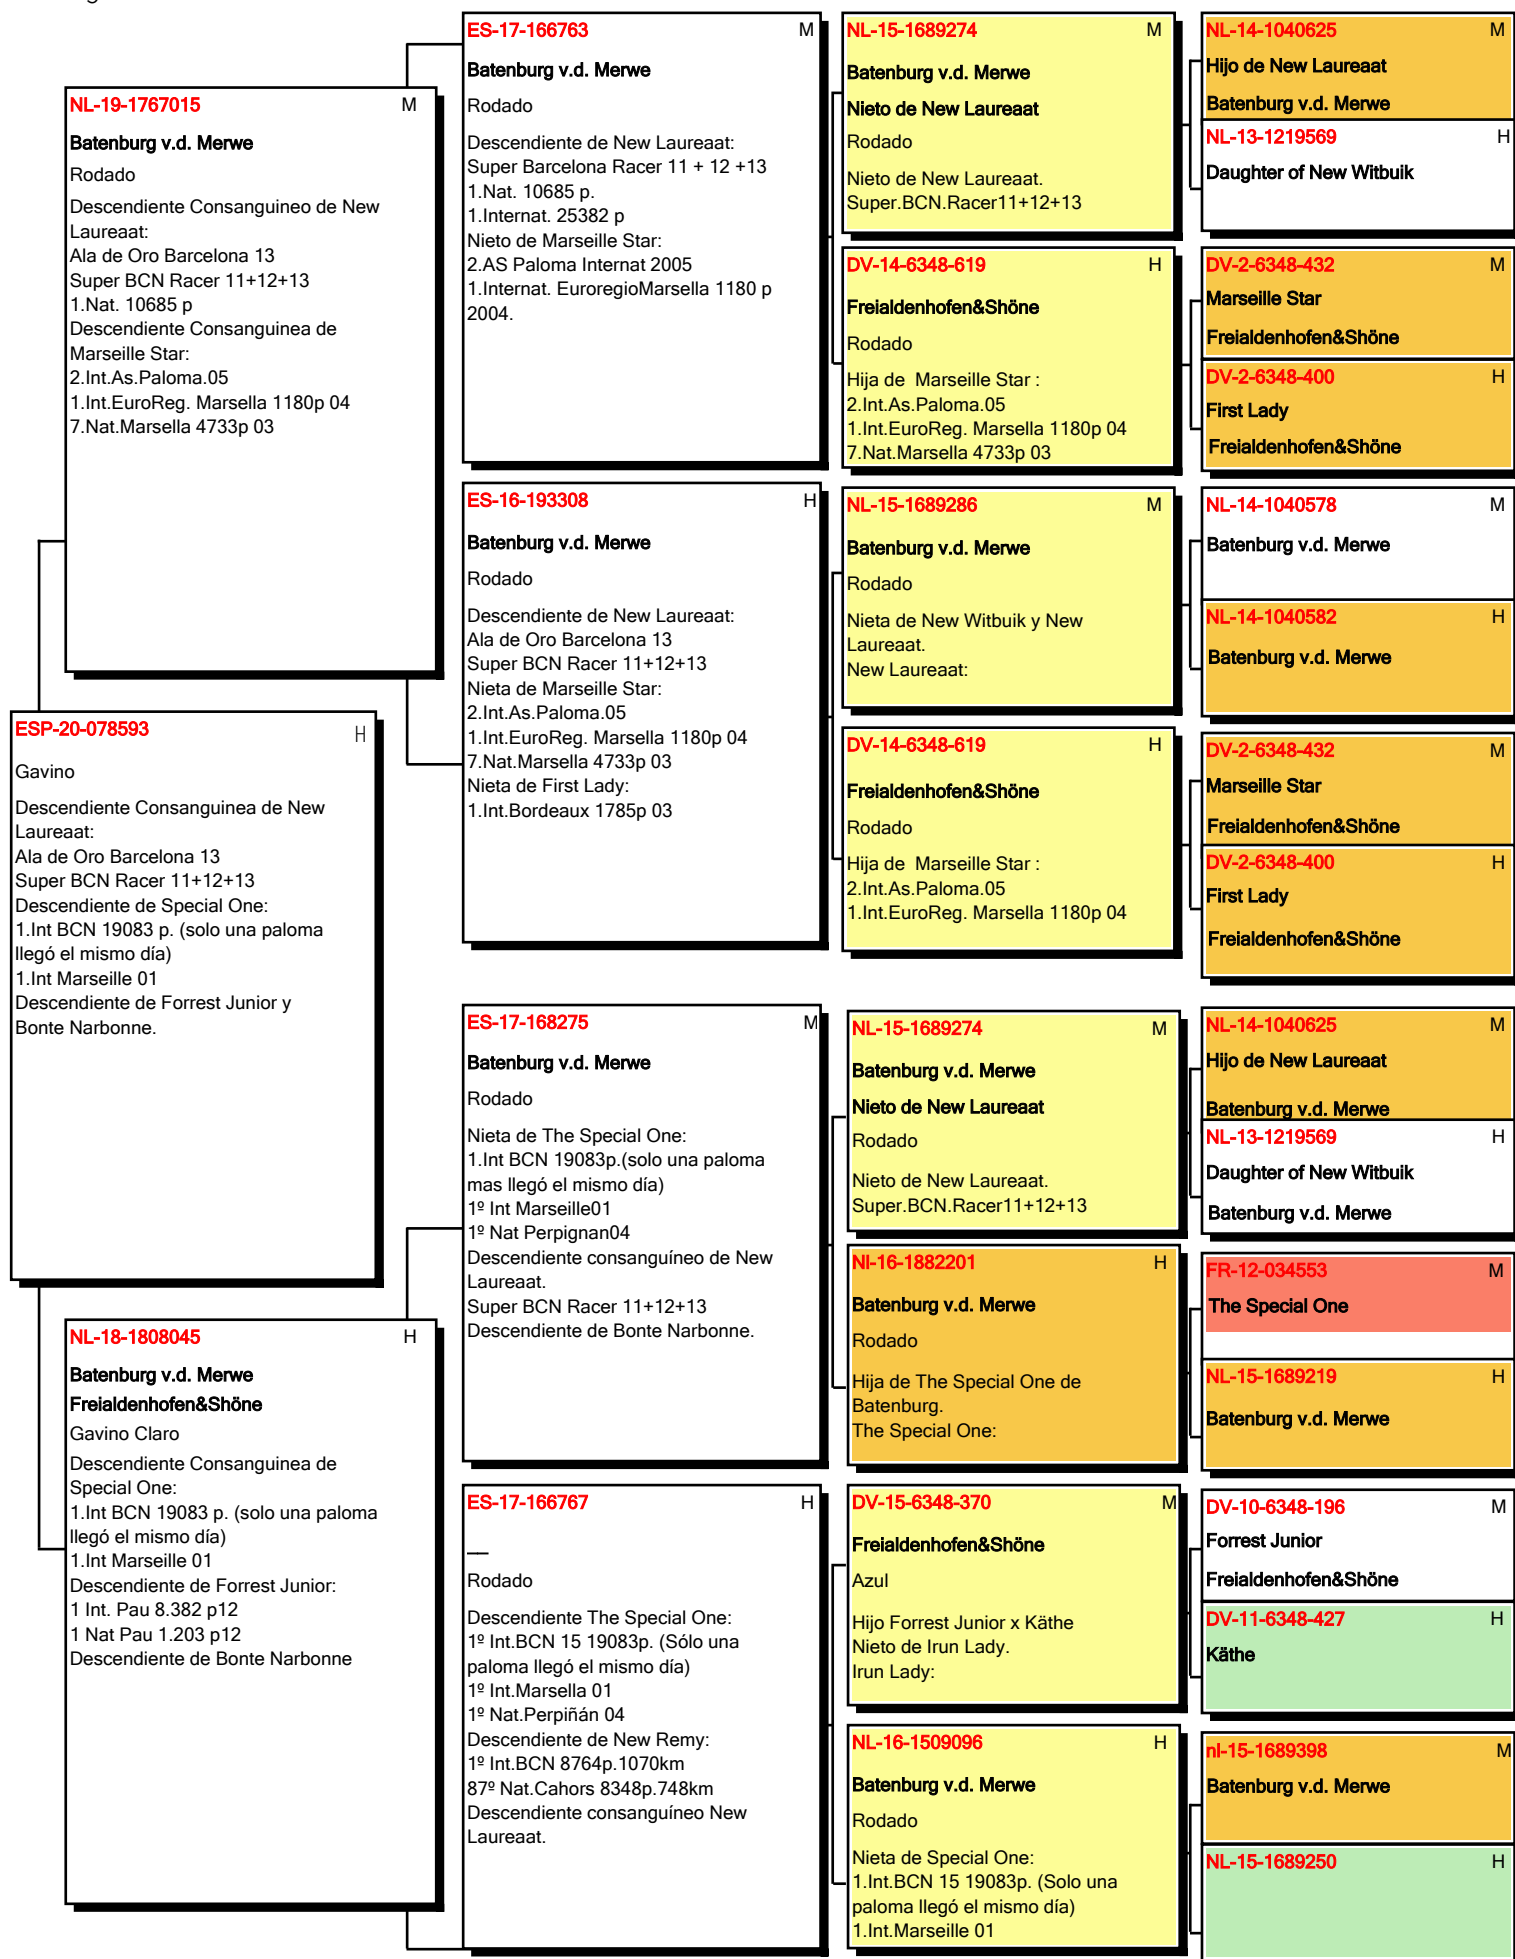 ESP-20-078593 H
Gavino
Descendiente Consanguinea de New
Laureaat:
Ala de Oro Barcelona 13
Super BCN Racer 11+12+13
Descendiente de Special One:
1.Int BCN 19083 p. (solo una paloma
llegó el mismo día)
1.Int Marseille 01
Descendiente de Forrest Junior y
Bonte Narbonne.
NL-19-1767015 M
Batenburg v.d. Merwe
Rodado
Descendiente Consanguineo de New
Laureaat:
Ala de Oro Barcelona 13
Super BCN Racer 11+12+13
1.Nat. 10685 p
Descendiente Consanguinea de
Marseille Star:
2.Int.As.Paloma.05
1.Int.EuroReg. Marsella 1180p 04
7.Nat.Marsella 4733p 03
NL-18-1808045 H
Batenburg v.d. Merwe
Freialdenhofen&Shöne
Gavino Claro
Descendiente Consanguinea de
Special One:
1.Int BCN 19083 p. (solo una paloma
llegó el mismo día)
1.Int Marseille 01
Descendiente de Forrest Junior:
1 Int. Pau 8.382 p12
1 Nat Pau 1.203 p12
Descendiente de Bonte Narbonne
ES-17-166763 M
Batenburg v.d. Merwe
Rodado
Descendiente de New Laureaat:
Super Barcelona Racer 11 + 12 +13
1.Nat. 10685 p.
1.Internat. 25382 p
Nieto de Marseille Star:
2.AS Paloma Internat 2005
1.Internat. EuroregioMarsella 1180 p
2004.
ES-16-193308 H
Batenburg v.d. Merwe
Rodado
Descendiente de New Laureaat:
Ala de Oro Barcelona 13
Super BCN Racer 11+12+13
Nieta de Marseille Star:
2.Int.As.Paloma.05
1.Int.EuroReg. Marsella 1180p 04
7.Nat.Marsella 4733p 03
Nieta de First Lady:
1.Int.Bordeaux 1785p 03
ES-17-168275 M
Batenburg v.d. Merwe
Rodado
Nieta de The Special One:
1.Int BCN 19083p.(solo una paloma
mas llegó el mismo día)
1º Int Marseille01
1º Nat Perpignan04
Descendiente consanguíneo de New
Laureaat.
Super BCN Racer 11+12+13
Descendiente de Bonte Narbonne.
ES-17-166767 H
__
Rodado
Descendiente The Special One:
1º Int.BCN 15 19083p. (Sólo una
paloma llegó el mismo día)
1º Int.Marsella 01
1º Nat.Perpiñán 04
Descendiente de New Remy:
1º Int.BCN 8764p.1070km
87º Nat.Cahors 8348p.748km
Descendiente consanguíneo New
Laureaat.
NL-15-1689274 M
Batenburg v.d. Merwe
Nieto de New Laureaat
Rodado
Nieto de New Laureaat.
Super.BCN.Racer11+12+13
DV-14-6348-619 H
Freialdenhofen&Shöne
Rodado
Hija de  Marseille Star :
2.Int.As.Paloma.05
1.Int.EuroReg. Marsella 1180p 04
7.Nat.Marsella 4733p 03
NL-15-1689286 M
Batenburg v.d. Merwe
Rodado
Nieta de New Witbuik y New
Laureaat.
New Laureaat:
DV-14-6348-619 H
Freialdenhofen&Shöne
Rodado
Hija de  Marseille Star :
2.Int.As.Paloma.05
1.Int.EuroReg. Marsella 1180p 04
NL-15-1689274 M
Batenburg v.d. Merwe
Nieto de New Laureaat
Rodado
Nieto de New Laureaat.
Super.BCN.Racer11+12+13
Nl-16-1882201 H
Batenburg v.d. Merwe
Rodado
Hija de The Special One de
Batenburg.
The Special One:
DV-15-6348-370 M
Freialdenhofen&Shöne
Azul
Hijo Forrest Junior x Käthe
Nieto de Irun Lady.
Irun Lady:
NL-16-1509096 H
Batenburg v.d. Merwe
Rodado
Nieta de Special One:
1.Int.BCN 15 19083p. (Solo una
paloma llegó el mismo día)
1.Int.Marseille 01
NL-14-1040625 M
Hijo de New Laureaat
Batenburg v.d. Merwe
NL-13-1219569 H
Daughter of New Witbuik
DV-2-6348-432 M
Marseille Star
Freialdenhofen&Shöne
DV-2-6348-400 H
First Lady
Freialdenhofen&Shöne
NL-14-1040578 M
Batenburg v.d. Merwe
NL-14-1040582 H
Batenburg v.d. Merwe
DV-2-6348-432 M
Marseille Star
Freialdenhofen&Shöne
DV-2-6348-400 H
First Lady
Freialdenhofen&Shöne
NL-14-1040625 M
Hijo de New Laureaat
Batenburg v.d. Merwe
NL-13-1219569 H
Daughter of New Witbuik
Batenburg v.d. Merwe
FR-12-034553 M
The Special One
NL-15-1689219 H
Batenburg v.d. Merwe
DV-10-6348-196 M
Forrest Junior
Freialdenhofen&Shöne
DV-11-6348-427 H
Käthe
nl-15-1689398 M
Batenburg v.d. Merwe
NL-15-1689250 H